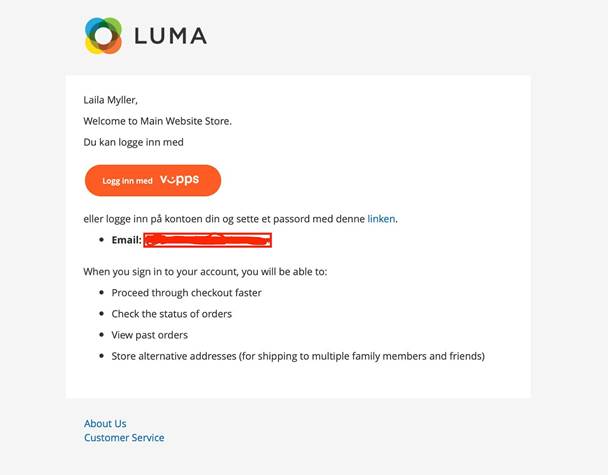 LUMA
Laila Myller,
Welcome to Main Website Store.
Du kan logge inn med
Logg inn med vipps
eller logge inn på kontoen din og sette et passord med denne linken.
• Email:
When you sign in to your account, you will be able to:
• Proceed through checkout faster
• Check the status of orders
• View past orders
• Store alternative addresses (for shipping to multiple family members and friends)
About Us
Customer Service